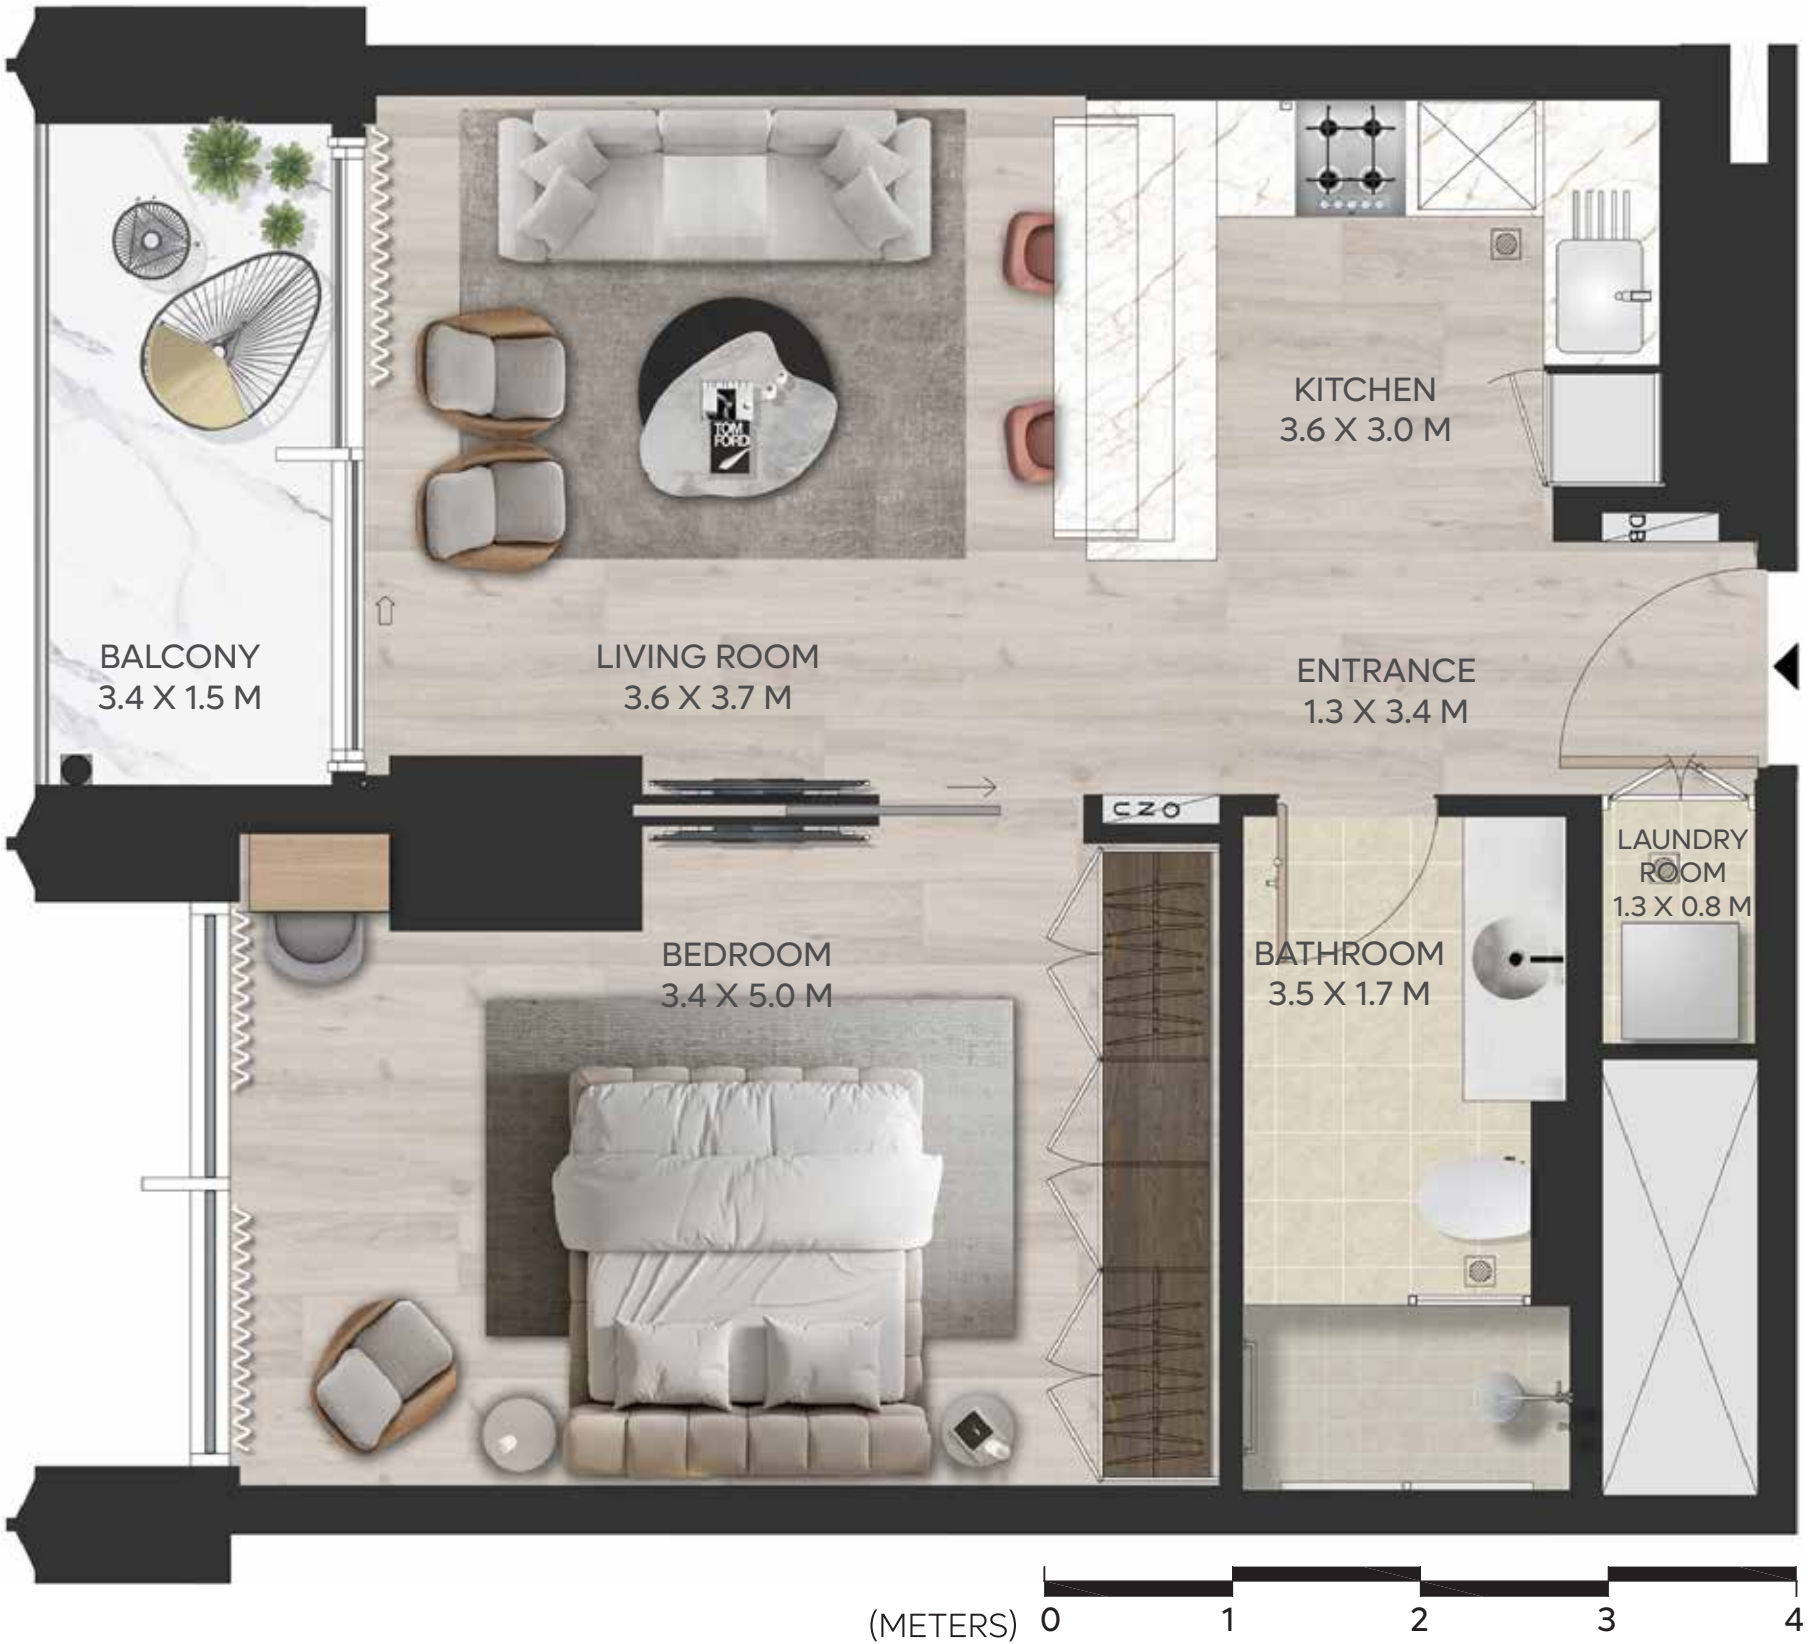 TOM
FORD
KITCHEN
3.6 X 3.0 M
DB
BALCONY
3.4 X 1.5 M
LIVING ROOM
3.6 X 3.7 M
ENTRANCE
1.3 X 3.4 M
LAUNDRY
ROOM
1.3 X 0.8 M
BEDROOM
3.4 X 5.0 M
BATHROOM
3.5 X 1.7 M
(METERS) 0 1 2 3 4